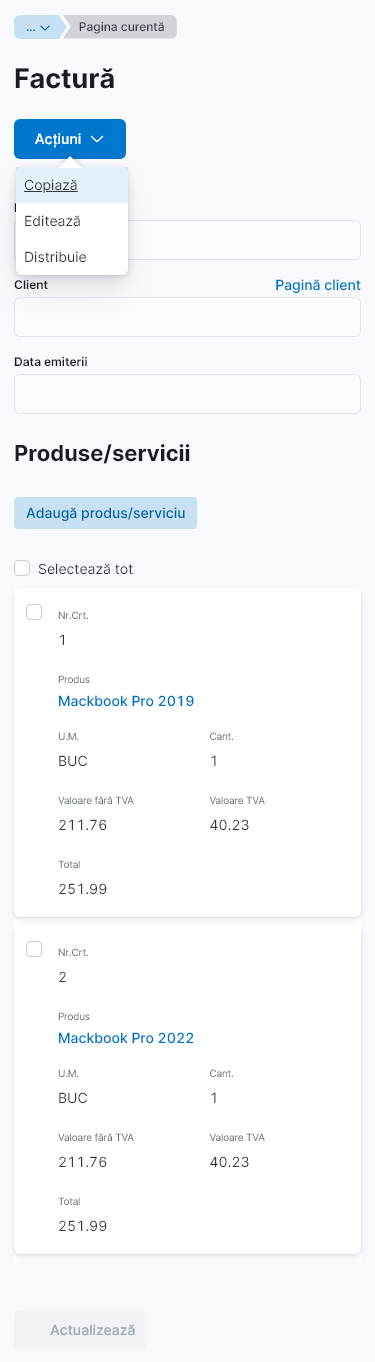 ... Pagina curentă
Factură
Acțiuni
Copiază
Editează
Distribuie
Client Pagină client
Data emiterii
Produse/servicii
Adaugă produs/serviciu
Selectează tot
Nr.Crt.
1
Produs
Mackbook Pro 2019
U.M. Cant.
BUC 1
Valoare fără TVA Valoare TVA
211.76 40.23
Total
251.99
Nr.Crt.
2
Produs
Mackbook Pro 2022
U.M. Cant.
BUC 1
Valoare fără TVA Valoare TVA
211.76 40.23
Total
251.99
Actualizează